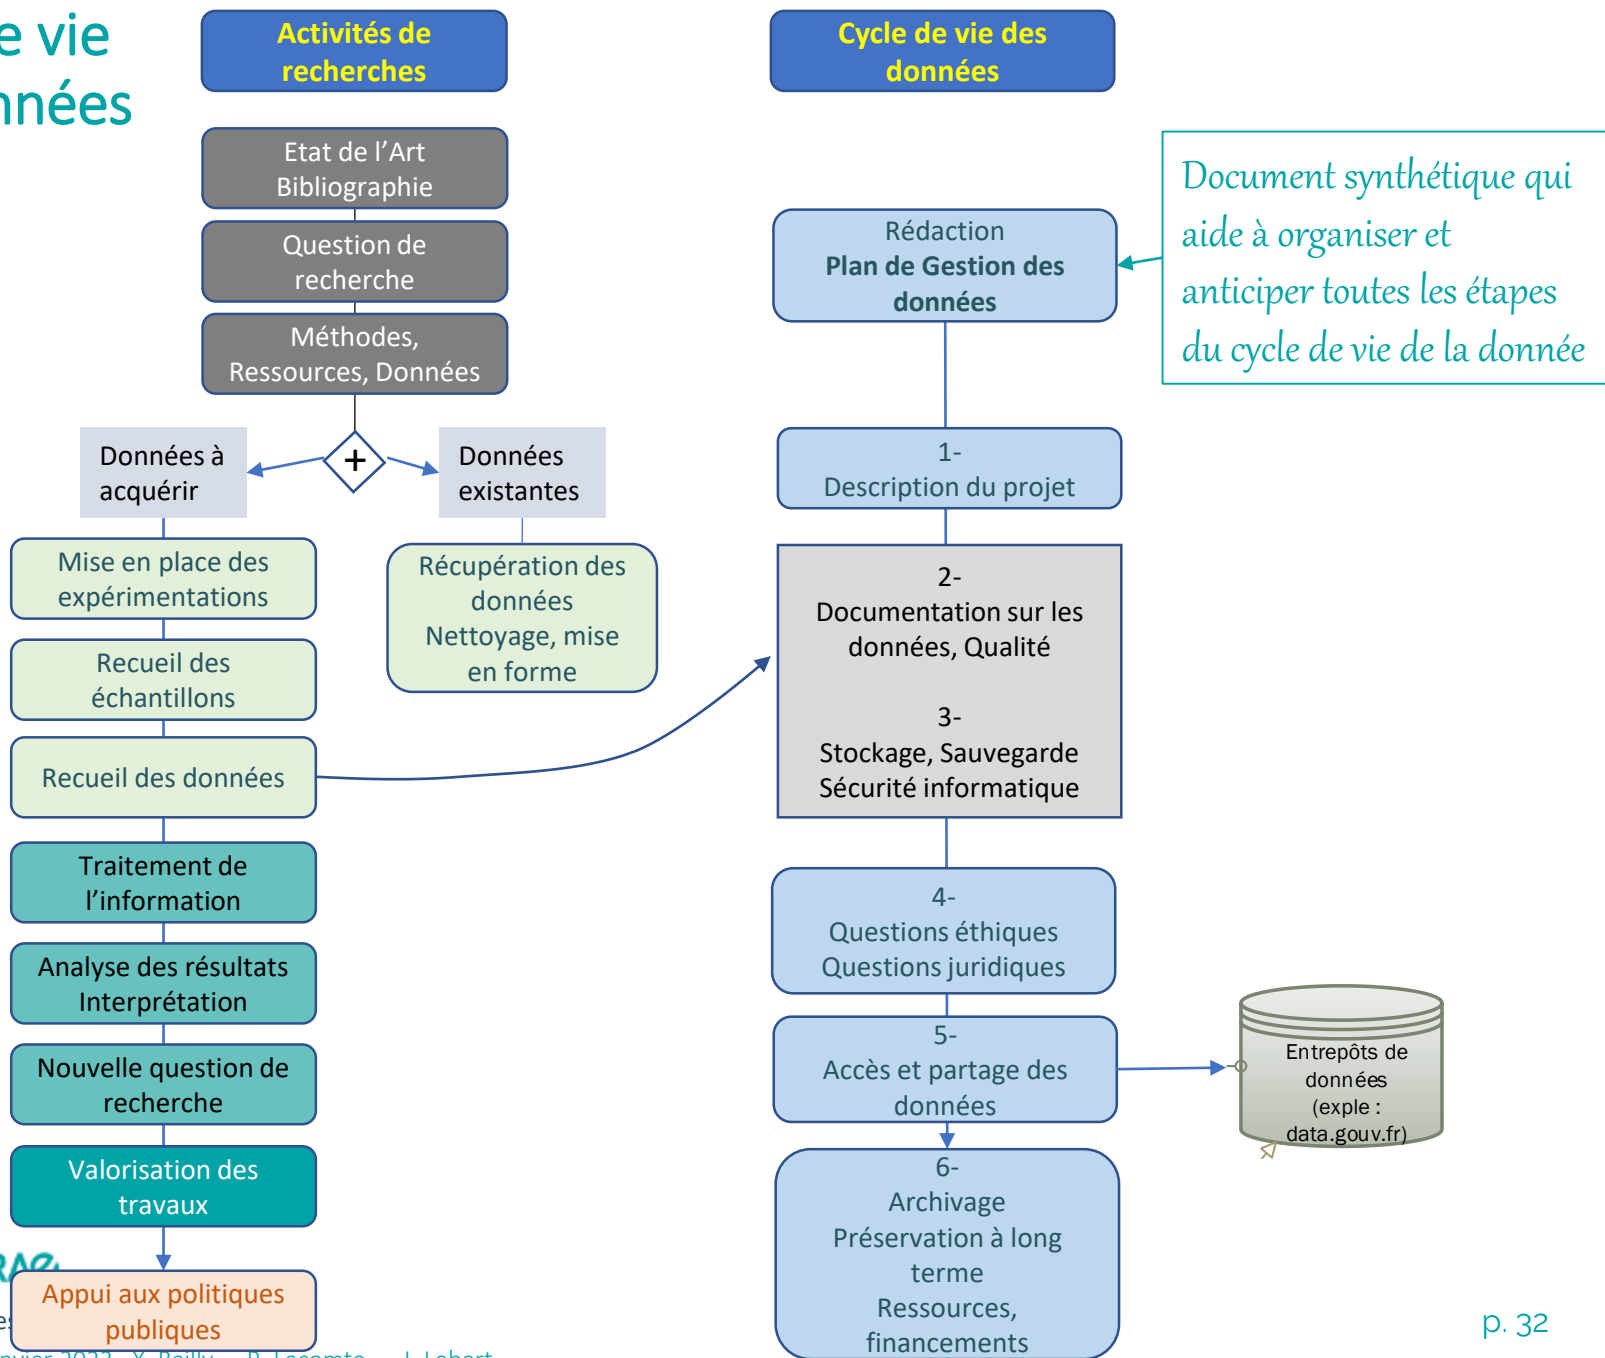 e vie
nnées
Activités de
recherches
Etat de l'Art
Bibliographie
Question de
recherche
Méthodes,
Ressources, Données
+
Données à
acquérir
Données
existantes
Mise en place des
expérimentations
Recueil des
échantillons
Recueil des données
Récupération des
données
Nettoyage, mise
en forme
Traitement de
l'information
Analyse des résultats
Interprétation
Nouvelle question de
recherche
Valorisation des
travaux
Appui aux politiques
publiques
Cycle de vie des
données
Rédaction
Plan de Gestion des
données
Document synthétique qui
aide à organiser et
anticiper toutes les étapes
du cycle de vie de la donnée
1-
Description du projet
2-
Documentation sur les
données, Qualité
3-
Stockage, Sauvegarde
Sécurité informatique
4-
Questions éthiques
Questions juridiques
5-
Accès et partage des
données
Entrepôts de
données
(exple :
data.gouv.fr)
6-
Archivage
Préservation à long
terme
Ressources,
financements
p. 32